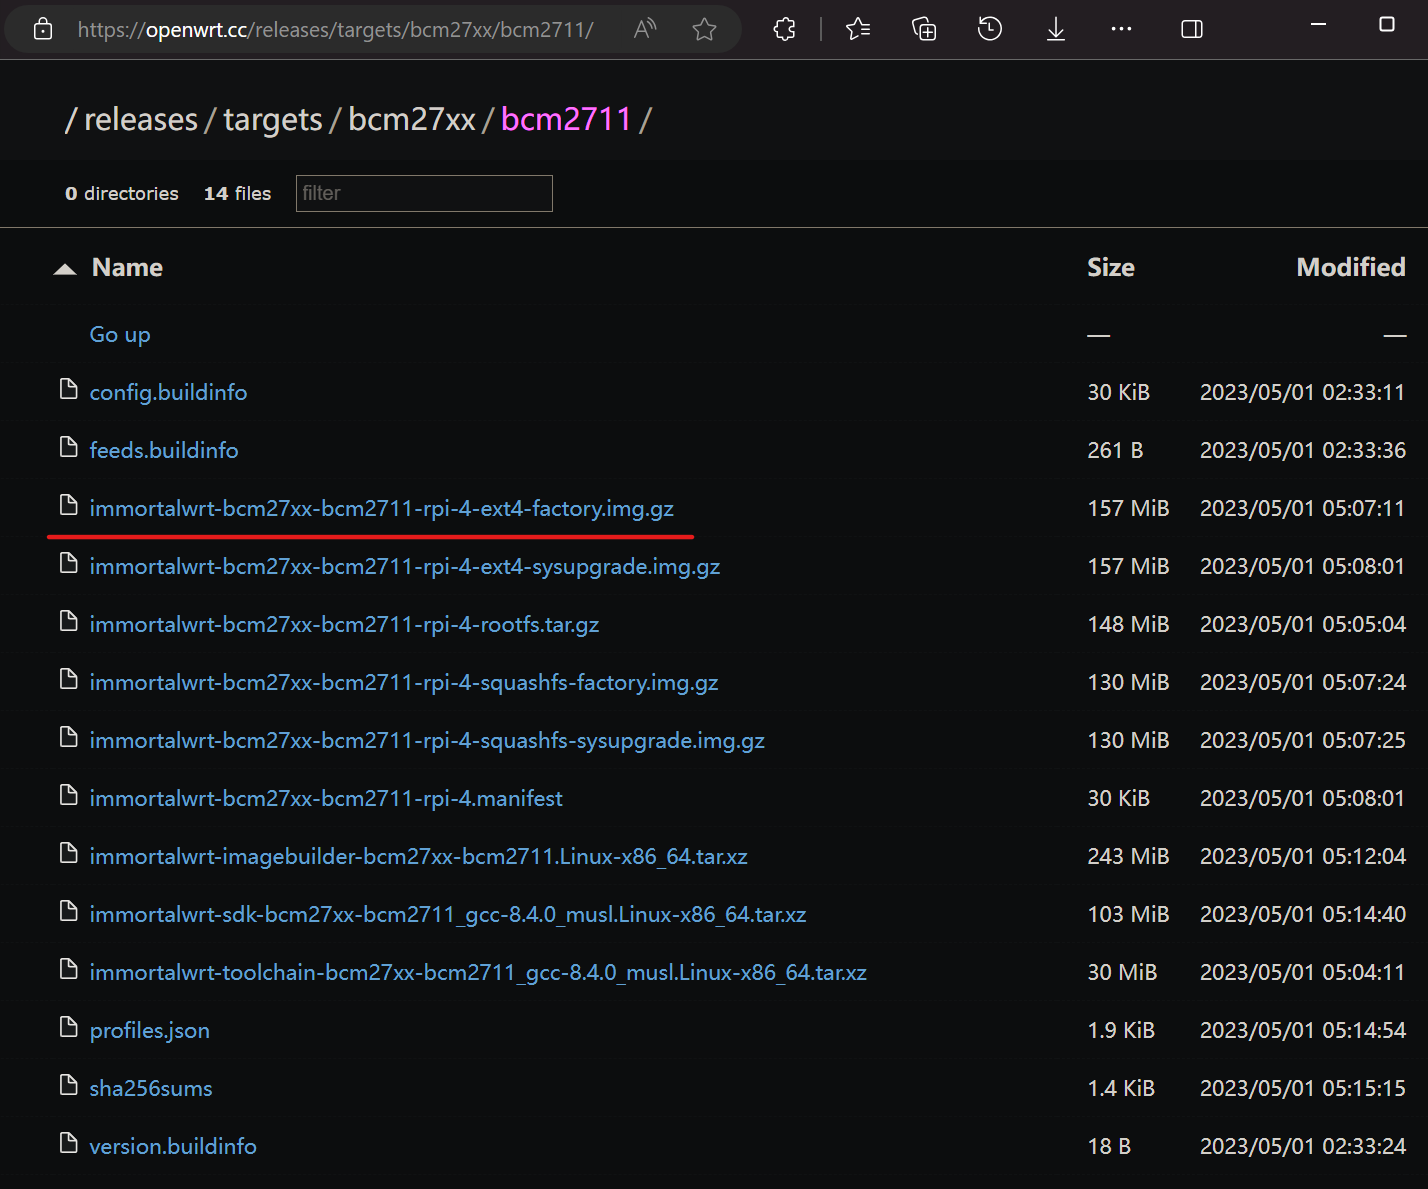 https://openwrt.cc/releases/targets/bcm27xx/bcm2711/
/ releases / targets / bcm27xx / bcm2711 /
0 directories 14 files filter
Name Size Modified
Go up — —
config.buildinfo 30 KiB 2023/05/01 02:33:11
feeds.buildinfo 261 B 2023/05/01 02:33:36
immortalwrt-bcm27xx-bcm2711-rpi-4-ext4-factory.img.gz 157 MiB 2023/05/01 05:07:11
immortalwrt-bcm27xx-bcm2711-rpi-4-ext4-sysupgrade.img.gz 157 MiB 2023/05/01 05:08:01
immortalwrt-bcm27xx-bcm2711-rpi-4-rootfs.tar.gz 148 MiB 2023/05/01 05:05:04
immortalwrt-bcm27xx-bcm2711-rpi-4-squashfs-factory.img.gz 130 MiB 2023/05/01 05:07:24
immortalwrt-bcm27xx-bcm2711-rpi-4-squashfs-sysupgrade.img.gz 130 MiB 2023/05/01 05:07:25
immortalwrt-bcm27xx-bcm2711-rpi-4.manifest 30 KiB 2023/05/01 05:08:01
immortalwrt-imagebuilder-bcm27xx-bcm2711.Linux-x86_64.tar.xz 243 MiB 2023/05/01 05:12:04
immortalwrt-sdk-bcm27xx-bcm2711_gcc-8.4.0_musl.Linux-x86_64.tar.xz 103 MiB 2023/05/01 05:14:40
immortalwrt-toolchain-bcm27xx-bcm2711_gcc-8.4.0_musl.Linux-x86_64.tar.xz 30 MiB 2023/05/01 05:04:11
profiles.json 1.9 KiB 2023/05/01 05:14:54
sha256sums 1.4 KiB 2023/05/01 05:15:15
version.buildinfo 18 B 2023/05/01 02:33:24